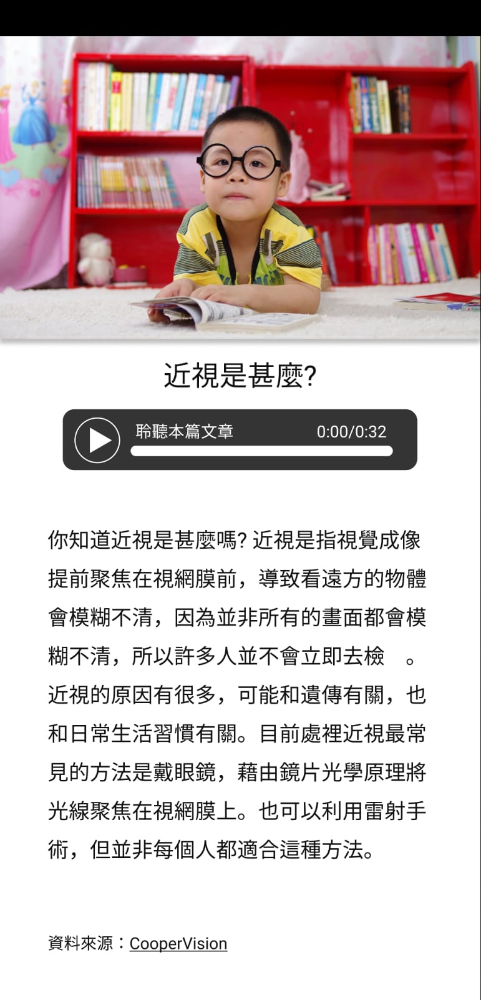 近視是甚麼?
聆聽本篇文章
0:00/0:32
你知道近視是甚麼嗎? 近視是指視覺成像
提前聚焦在視網膜前，導致看遠方的物體
會模糊不清，因為並非所有的畫面都會模
糊不清，所以許多人並不會立即去檢　。
近視的原因有很多，可能和遺傳有關，也
和日常生活習慣有關。目前處裡近視最常
見的方法是戴眼鏡，藉由鏡片光學原理將
光線聚焦在視網膜上。也可以利用雷射手
術，但並非每個人都適合這種方法。
資料來源：CooperVision